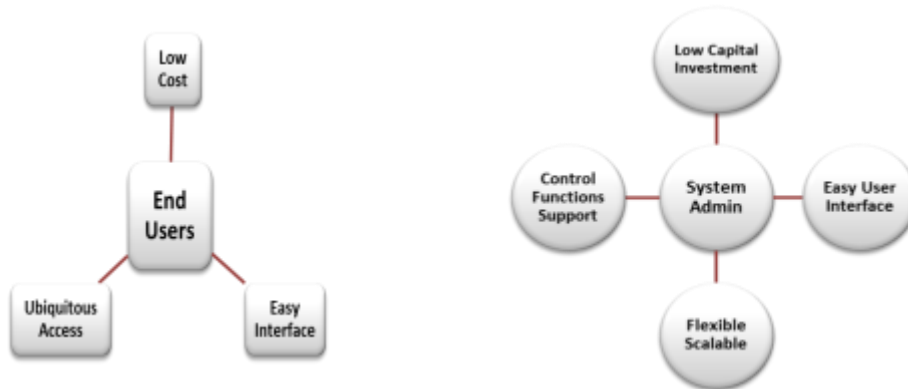 Low
Cost
End
Users
Ubiquitous
Access
Easy
Interface
Low Capital
Investment
Control
Functions
Support
System
Admin
Easy User
Interface
Flexible
Scalable